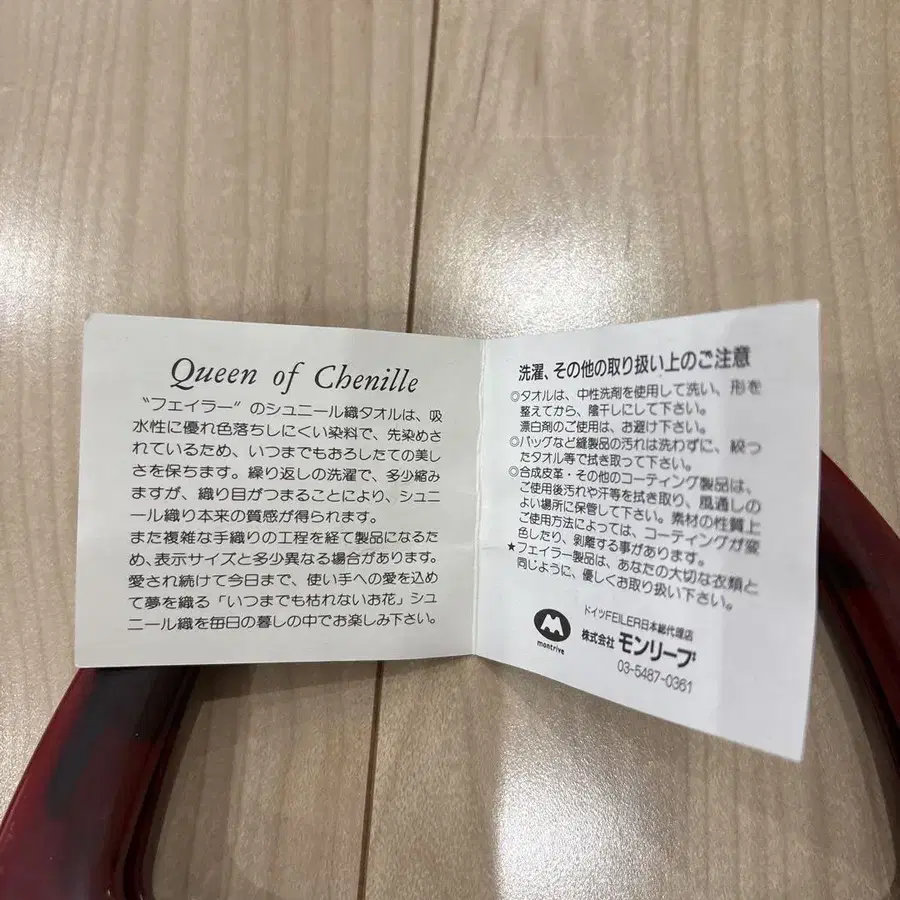 Queen of Chenille
"フェイラー"のシュニール織タオルは、吸
水性に優れ色落ちしにくい染料で、先染めさ
れているため、いつまでもおろしたての美し
さを保ちます。繰り返しの洗濯で、多少縮み
ますが、織り目がつまることにより、シュニ
ール織り本来の質感が得られます。
また複雑な手織りの工程を経て製品になるた
め、表示サイズと多少異なる場合があります。
愛され続けて今日まで、使い手への愛を込め
て夢を織る「いつまでも枯れないお花」シュ
ニール織を毎日の暮しの中でお楽しみ下さい。
洗濯、その他の取り扱い上のご注意
◎タオルは、中性洗剤を使用して洗い、形を
整えてから、陰干しにして下さい。
漂白剤のご使用は、お避け下さい。
◎バッグなど縫製品の汚れは洗わずに、絞っ
たタオル等で拭き取って下さい。
◎合成皮革・その他のコーティング製品は、
ご使用後汚れや汗等を拭き取り、風通しの
よい場所に保管して下さい。素材の性質上
ご使用方法によっては、コーティングが変
色したり、剥離する事があります。
★フェイラー製品は、あなたの大切な衣類と
同じように、優しくお取り扱い下さい。
montrive
ドイツFEILER日本総代理店
株式会社 モンリーブ
03-5487-0361